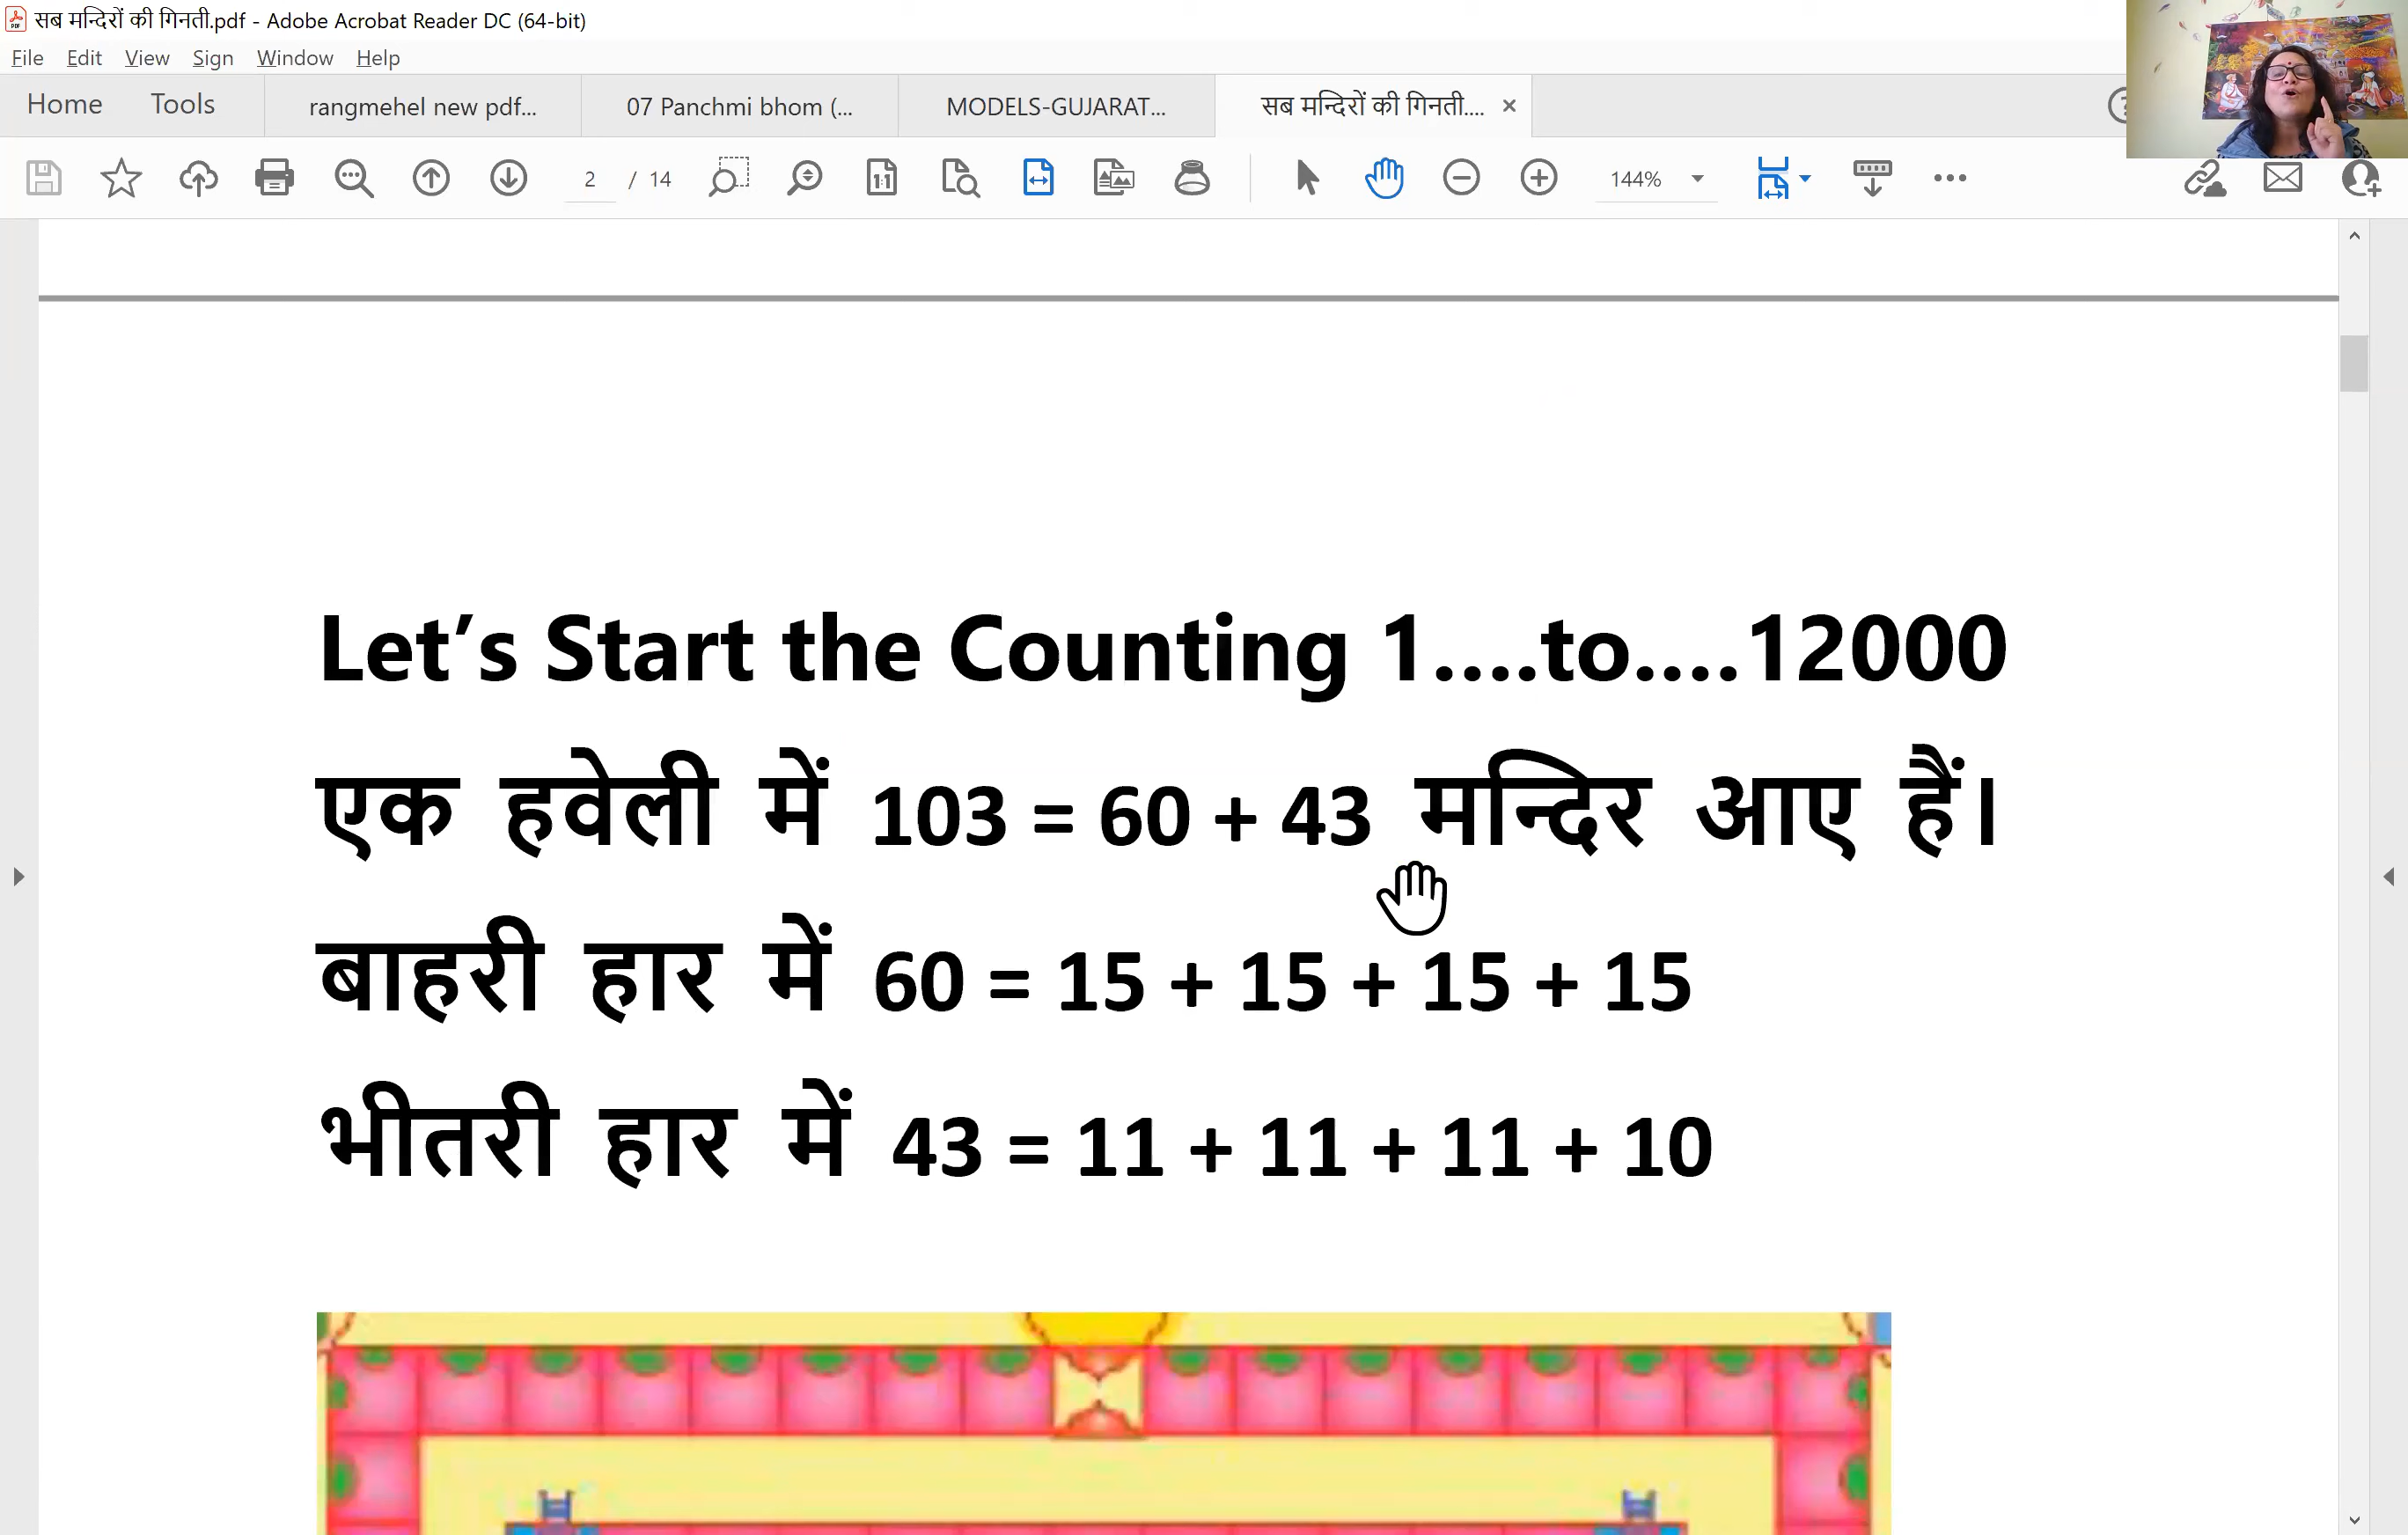 सब मन्दिरों की गिनती.pdf - Adobe Acrobat Reader DC (64-bit)
File Edit View Sign Window Help
Home Tools rangmehel new pdf... 07 Panchmi bhom (... MODELS-GUJARAT... सब मन्दिरों की गिनती....
2 / 14 144%
Let's Start the Counting 1....to....12000
एक हवेली में 103 = 60 + 43 मन्दिर आए हैं।
बाहरी हार में 60 = 15 + 15 + 15 + 15
भीतरी हार में 43 = 11 + 11 + 11 + 10